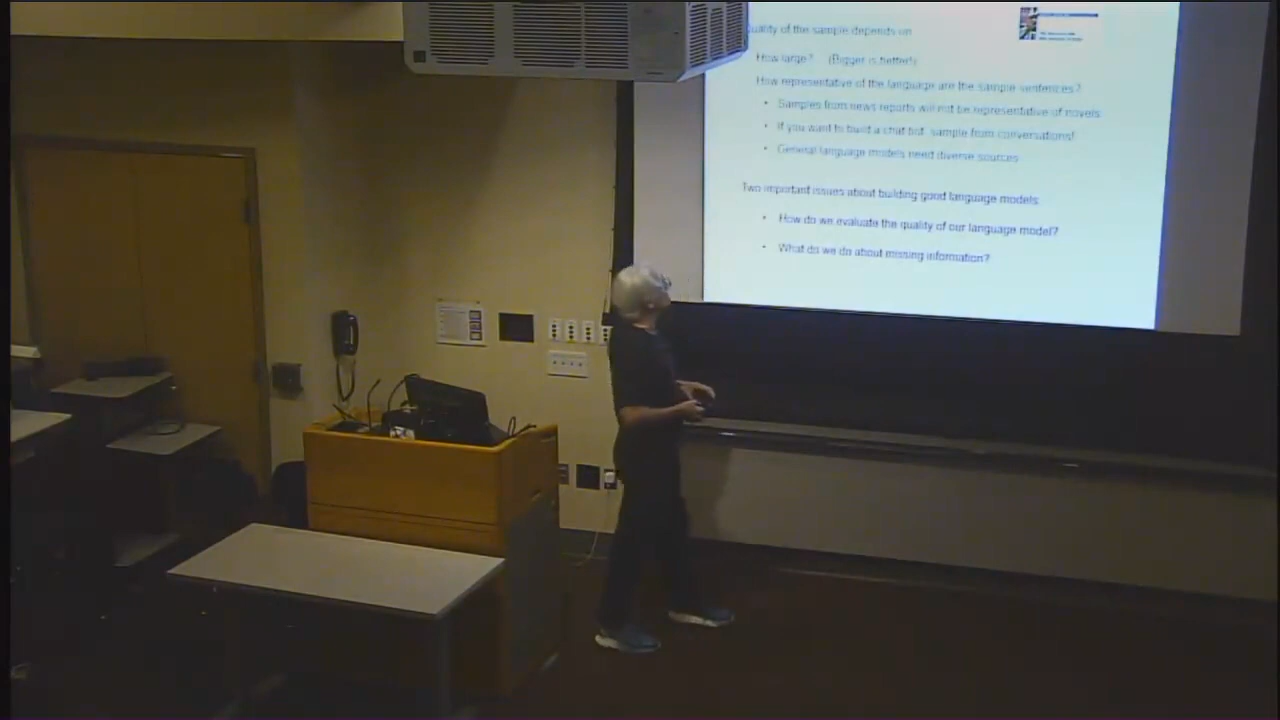 uality of the sample depends on
How large? (Bigger is better!)
How representative of the language are the sample sentences?
• Samples from news reports will not be representative of novels
• If you want to build a chat bot, sample from conversations!
• General language models need diverse sources
Two important issues about building good language models:
• How do we evaluate the quality of our language model?
• What do we do about missing information?